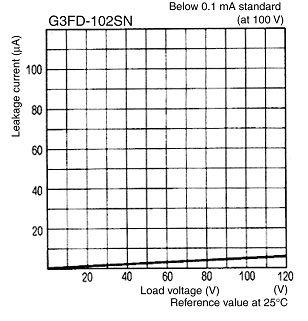 Below 0.1 mA standard
G3FD-102SN
(at 100 V)
Leakage current (μA)
100
80
60
40
20
20
40
60
80
100
120
Load voltage (V)
(V)
Reference value at 25°C